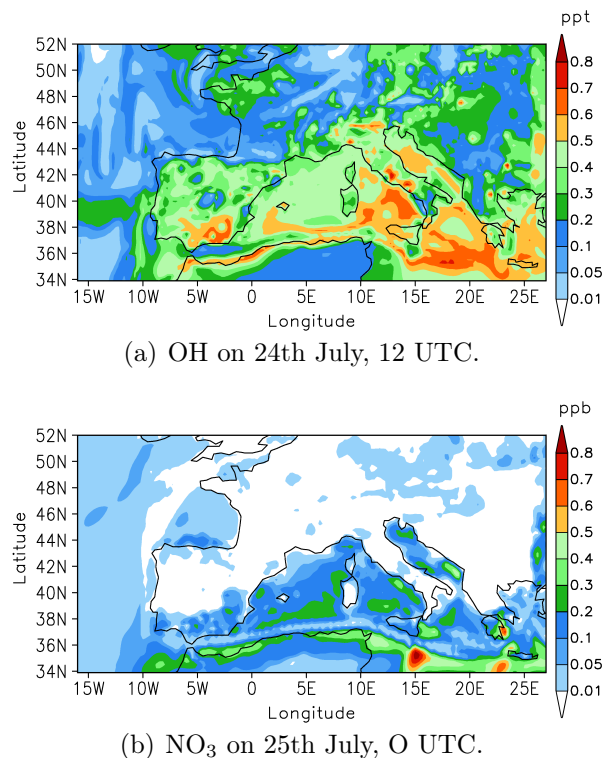 ppt
52N
50N
48N
46N
44N
42N
40N
38N
36N
34N
Latitude
15W 10W 5W 0 5E 10E 15E 20E 25E
Longitude
0.8
0.7
0.6
0.5
0.4
0.3
0.2
0.1
0.05
0.01
(a) OH on 24th July, 12 UTC.
ppb
52N
50N
48N
46N
44N
42N
40N
38N
36N
34N
Latitude
15W 10W 5W 0 5E 10E 15E 20E 25E
Longitude
0.8
0.7
0.6
0.5
0.4
0.3
0.2
0.1
0.05
0.01
(b) NO₃ on 25th July, O UTC.